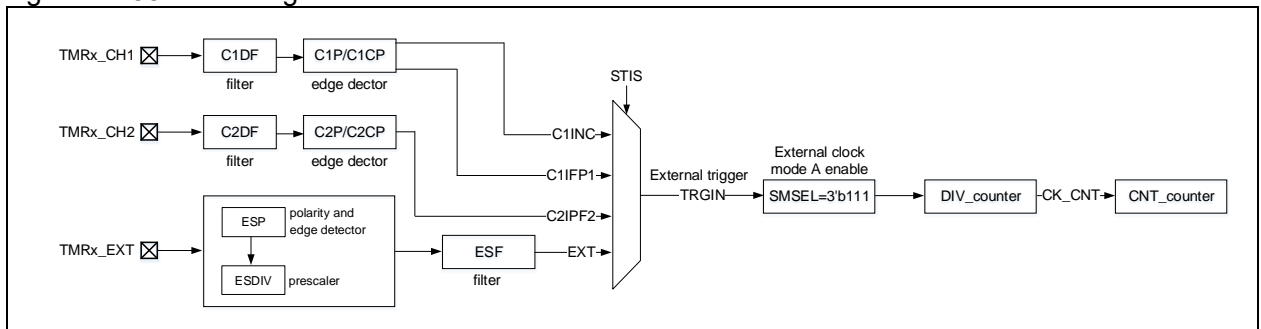 TMRx_CH1
C1DF
filter
C1P/C1CP
edge dector
TMRx_CH2
C2DF
filter
C2P/C2CP
edge dector
TMRx_EXT
ESP
polarity and
edge detector
ESDIV
prescaler
ESF
filter
STIS
C1INC
C1IFP1
C2IPF2
EXT
External trigger
TRGIN
External clock
mode A enable
SMSEL=3'b111
DIV_counter
CK_CNT
CNT_counter